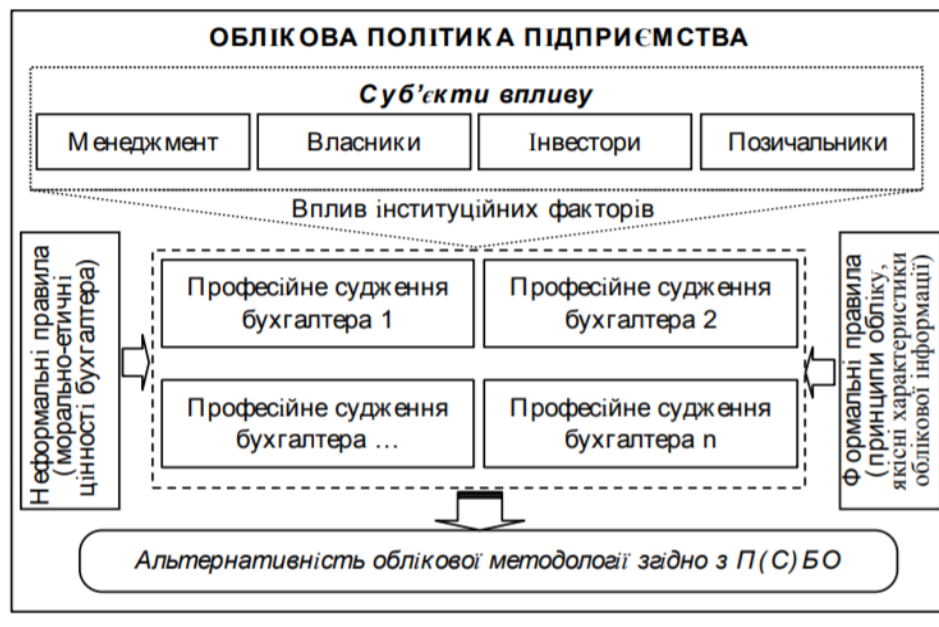 ОБЛІКОВА ПОЛІТИКА ПІДПРИЄМСТВА
Суб’єкти впливу
Менеджмент
Власники
Інвестори
Позичальники
Вплив інституційних факторів
Неформальні правила
(морально-етичні
цінності бухгалтера)
Професійне судження
бухгалтера 1
Професійне судження
бухгалтера 2
Професійне судження
бухгалтера ...
Професійне судження
бухгалтера n
Формальні правила
(принципи обліку,
якісні характеристики
облікової інформації)
Альтернативність облікової методології згідно з П(С)БО